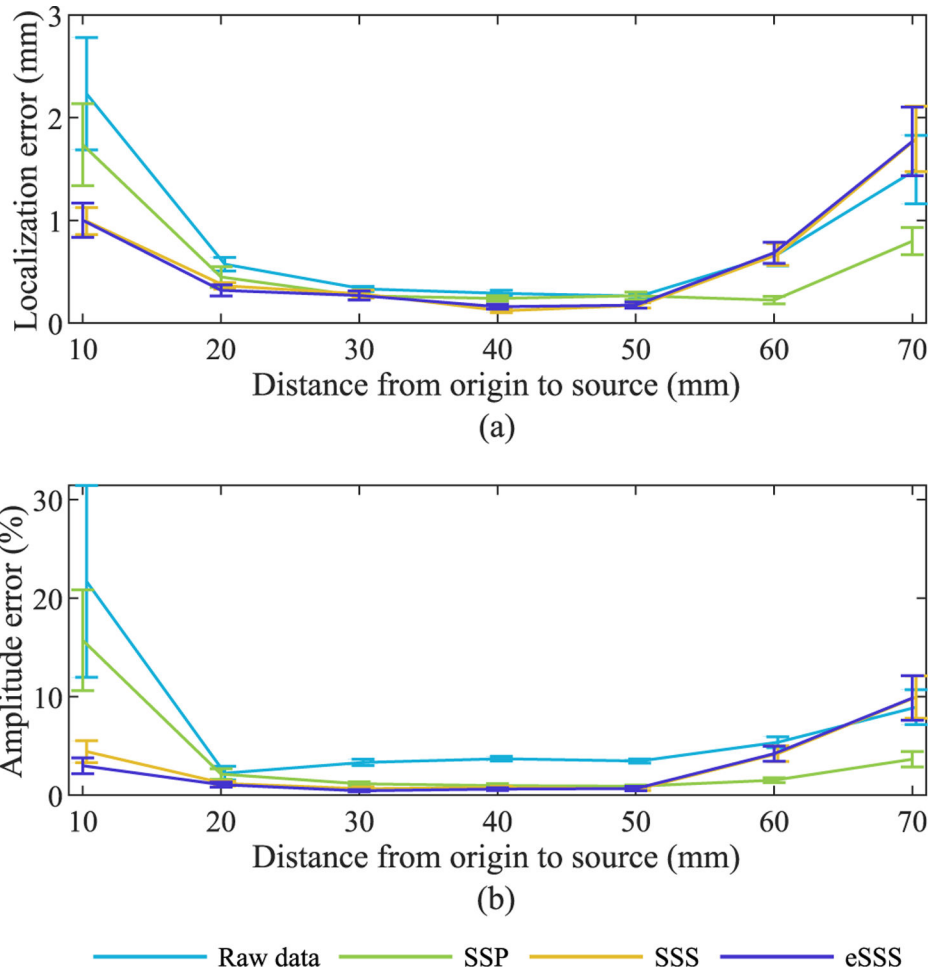 3
2
1
0
Localization error (mm)
10 20 30 40 50 60 70
Distance from origin to source (mm)
(a)
30
20
10
0
Amplitude error (%)
10 20 30 40 50 60 70
Distance from origin to source (mm)
(b)
Raw data SSP SSS eSSS